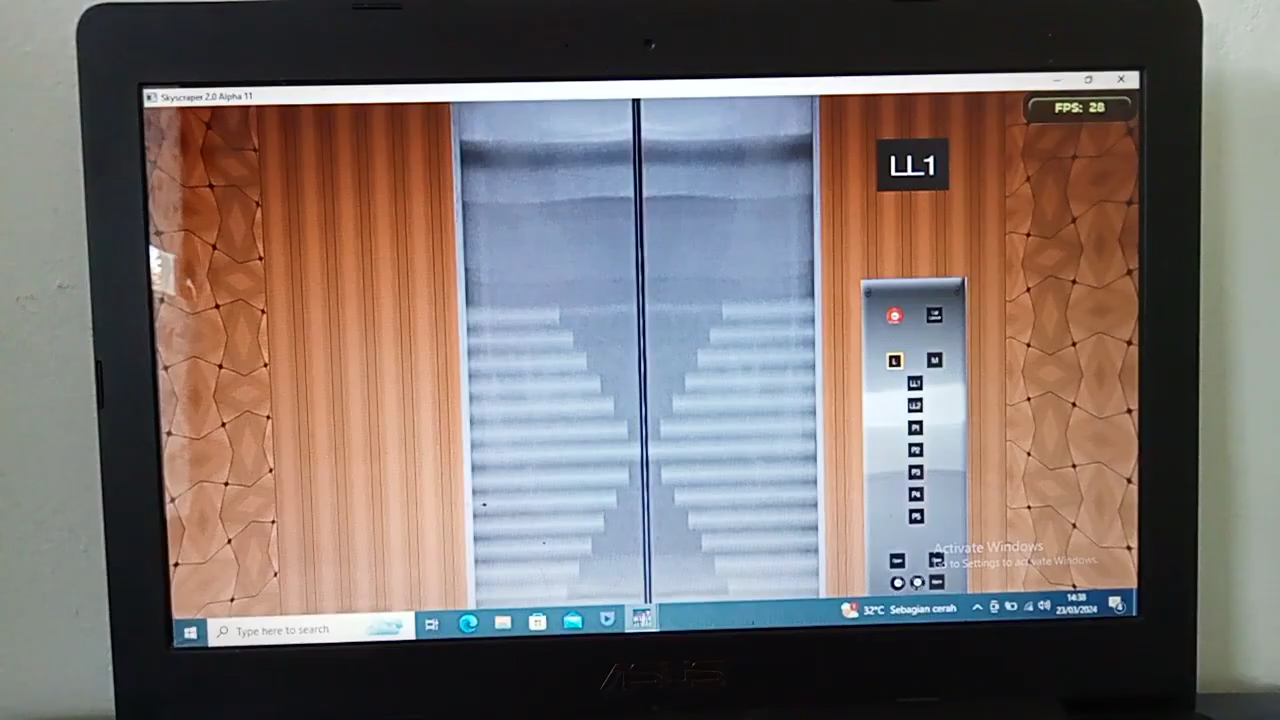 Skyscraper 2.0 Alpha 11
FPS: 28
LL1
L
M
LL1
LL2
P1
P2
P3
P4
P5
Activate Windows
Go to Settings to activate Windows.
Type here to search
32°C Sebagian cerah
14:38
23/03/2024
ASUS